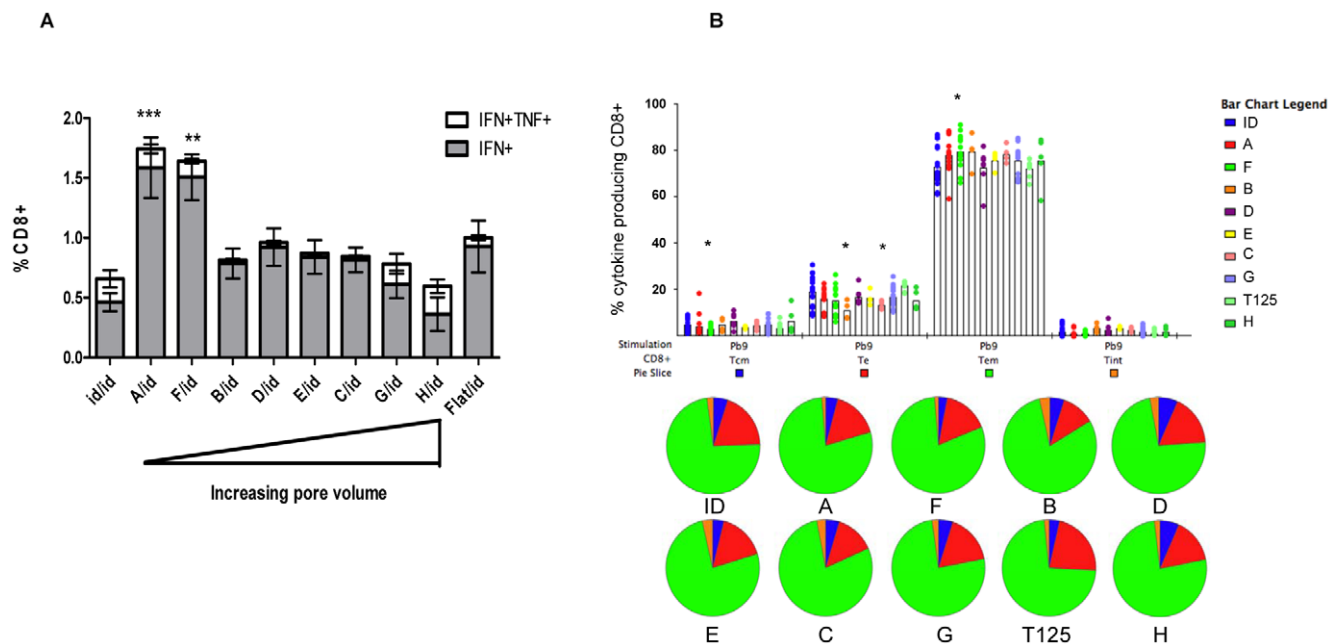 A
2.0
1.5
1.0
0.5
0.0
% CD8+
***
**
IFN+TNF+
IFN+
id/id
A/id
F/id
B/id
D/id
E/id
C/id
G/id
H/id
Flat/id
Increasing pore volume
B
100
80
60
40
20
% cytokine producing CD8+
*
*
*
*
Stimulation Pb9 Pb9 Pb9 Pb9
CD8+ Tcm Te Tem Tint
Pie Slice
Bar Chart Legend
ID
A
F
B
D
E
C
G
T125
H
ID A F B D
E C G T125 H